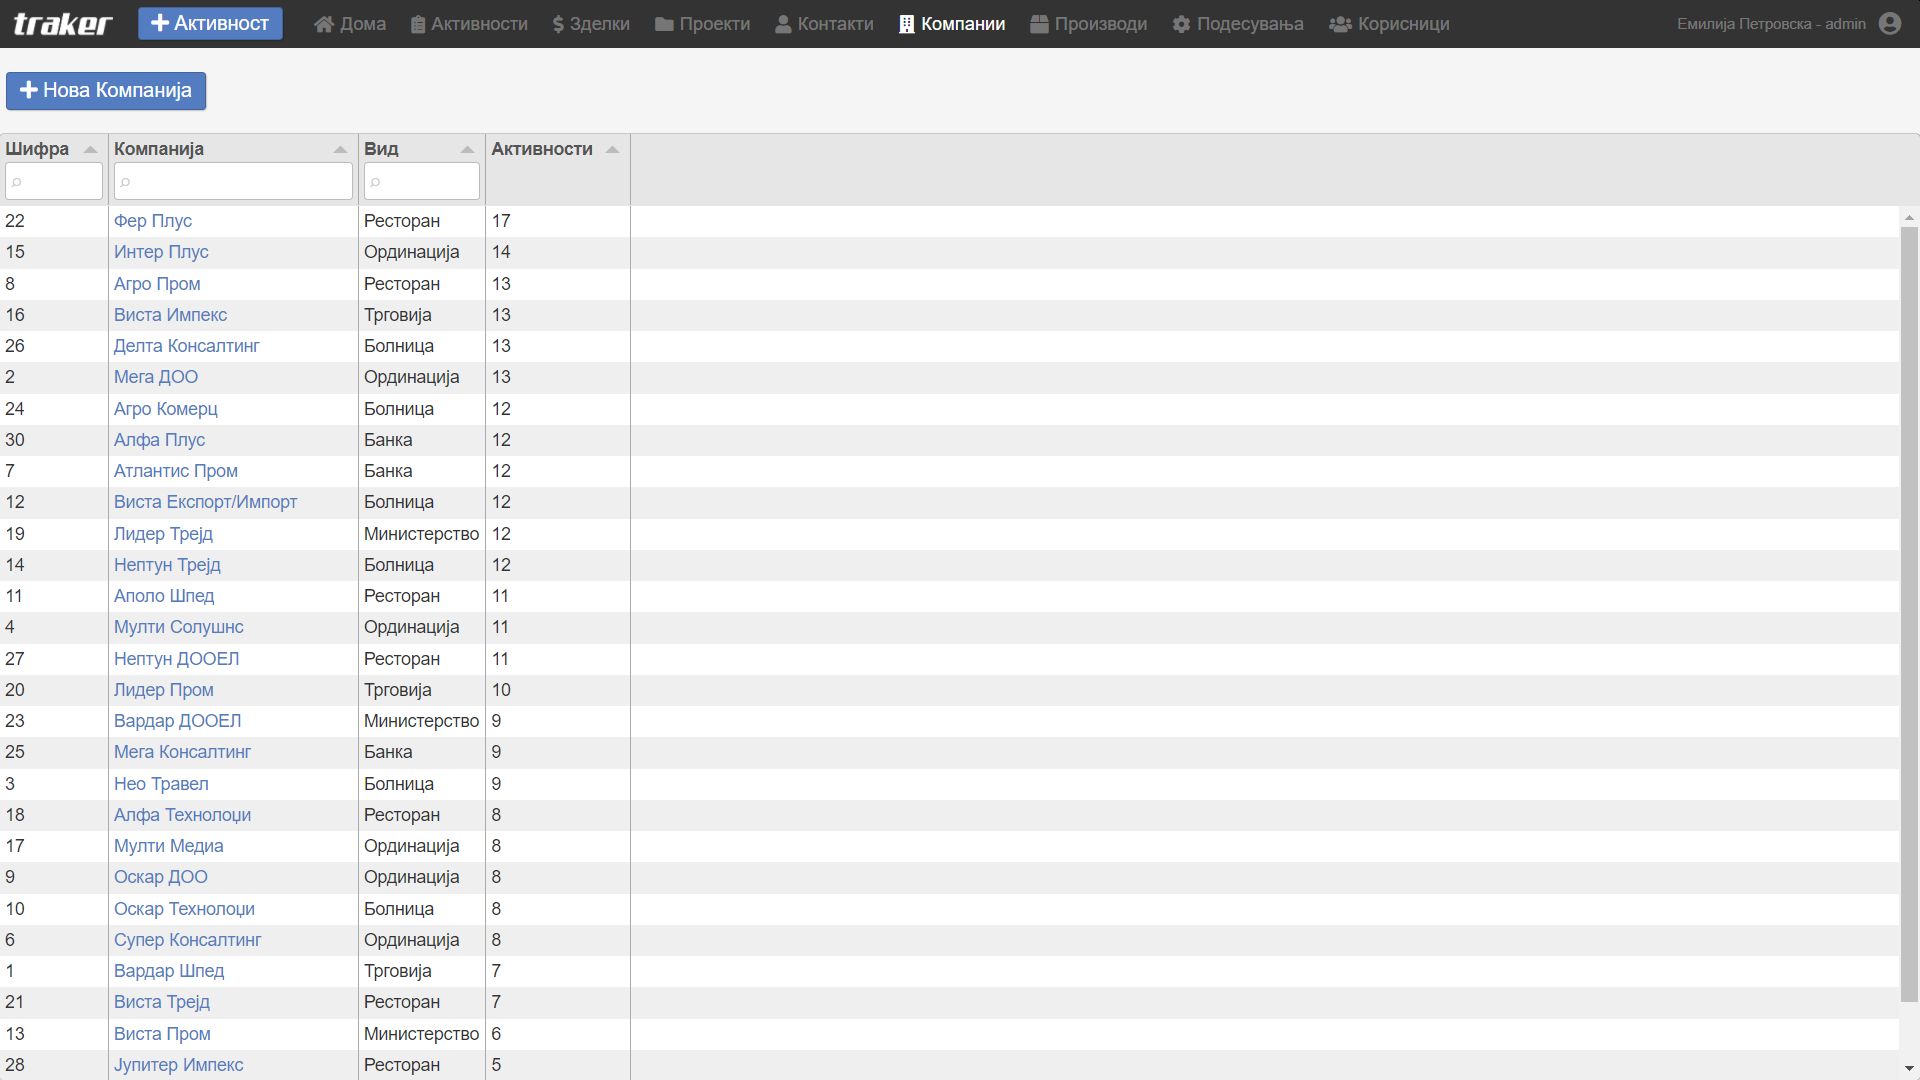 traker Активност Дома Активности Зделки Проекти Контакти Компании Производи Подесувања Корисници Емилија Петровска - admin
Нова Компанија
Шифра Компанија Вид Активности
22 Фер Плус Ресторан 17
15 Интер Плус Ординација 14
8 Агро Пром Ресторан 13
16 Виста Импекс Трговија 13
26 Делта Консалтинг Болница 13
2 Мега ДОО Ординација 13
24 Агро Комерц Болница 12
30 Алфа Плус Банка 12
7 Атлантис Пром Банка 12
12 Виста Експорт/Импорт Болница 12
19 Лидер Трејд Министерство 12
14 Нептун Трејд Болница 12
11 Аполо Шпед Ресторан 11
4 Мулти Солушнс Ординација 11
27 Нептун ДООЕЛ Ресторан 11
20 Лидер Пром Трговија 10
23 Вардар ДООЕЛ Министерство 9
25 Мега Консалтинг Банка 9
3 Нео Травел Болница 9
18 Алфа Технолоџи Ресторан 8
17 Мулти Медиа Ординација 8
9 Оскар ДОО Ординација 8
10 Оскар Технолоџи Болница 8
6 Супер Консалтинг Ординација 8
1 Вардар Шпед Трговија 7
21 Виста Трејд Ресторан 7
13 Виста Пром Министерство 6
28 Јупитер Импекс Ресторан 5